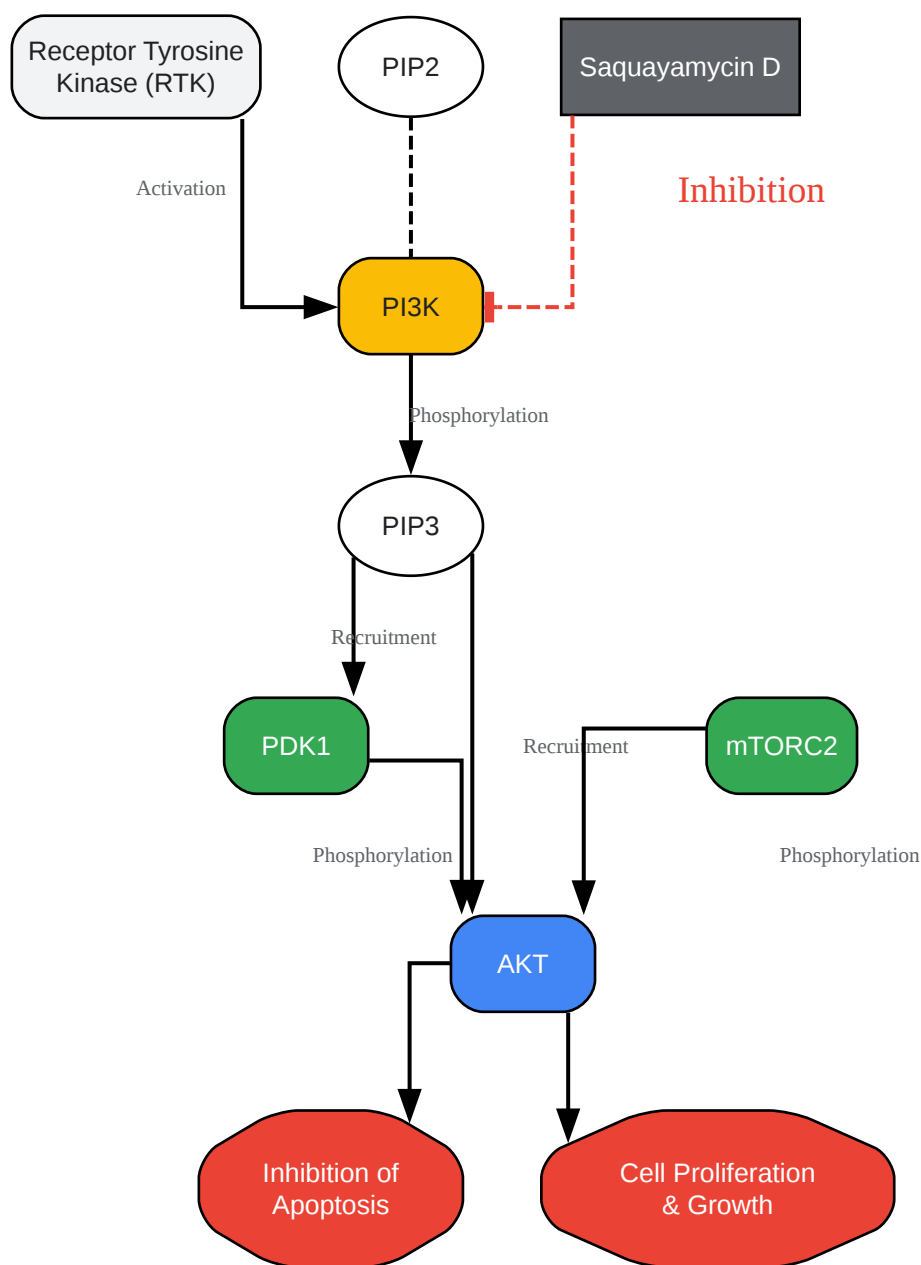 Receptor Tyrosine
Kinase (RTK)
PIP2
Saquayamycin D
Activation
Inhibition
PI3K
Phosphorylation
PIP3
Recruitment
PDK1
Recruitment
mTORC2
Phosphorylation
Phosphorylation
AKT
Inhibition of
Apoptosis
Cell Proliferation
& Growth